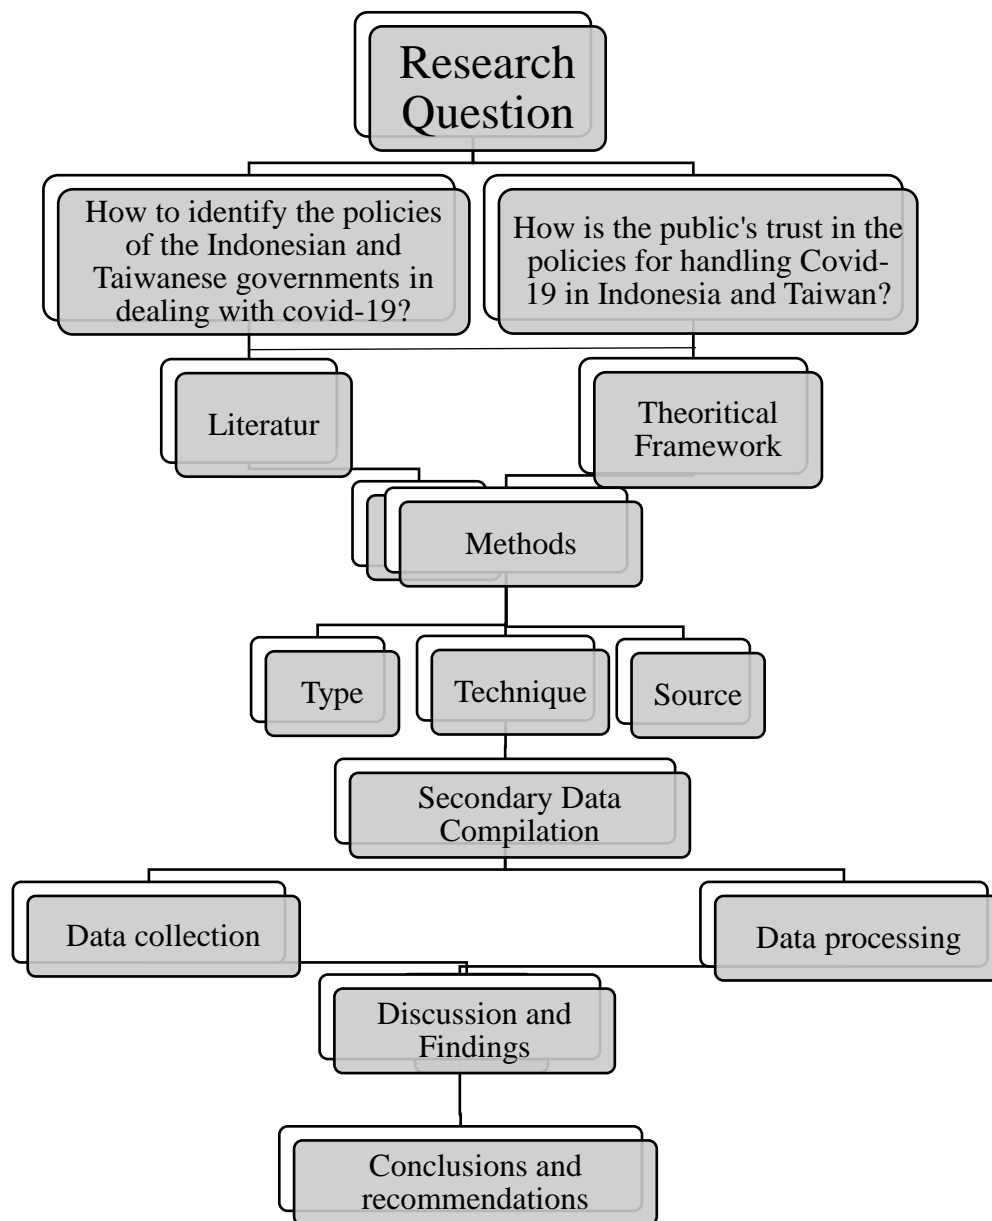 Research
Question
How to identify the policies
of the Indonesian and
Taiwanese governments in
dealing with covid-19?
How is the public's trust in the
policies for handling Covid-
19 in Indonesia and Taiwan?
Literatur
Theoritical
Framework
Methods
Type
Technique
Source
Secondary Data
Compilation
Data collection
Data processing
Discussion and
Findings
Conclusions and
recommendations